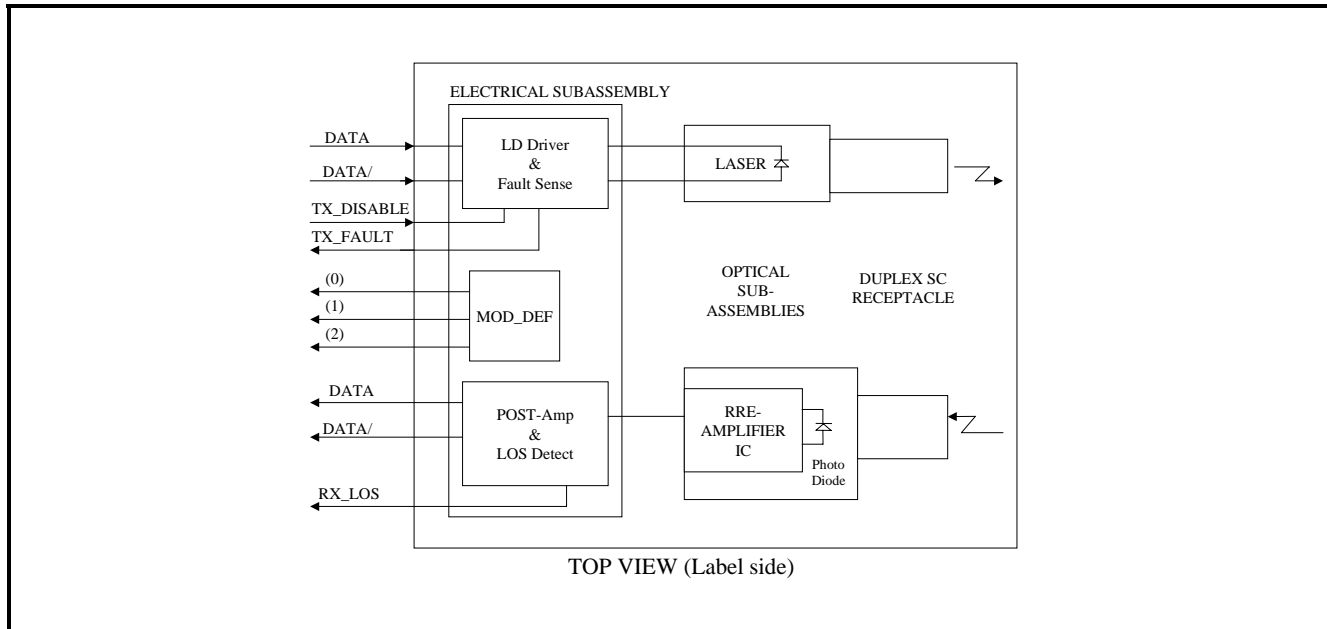 ELECTRICAL SUBASSEMBLY
DATA
DATA/
TX_DISABLE
TX_FAULT
LD Driver
&
Fault Sense
LASER
(0)
(1)
(2)
MOD_DEF
OPTICAL
SUB-
ASSEMBLIES
DUPLEX SC
RECEPTACLE
DATA
DATA/
RX_LOS
POST-Amp
&
LOS Detect
RRE-
AMPLIFIER
IC
Photo
Diode
TOP VIEW (Label side)